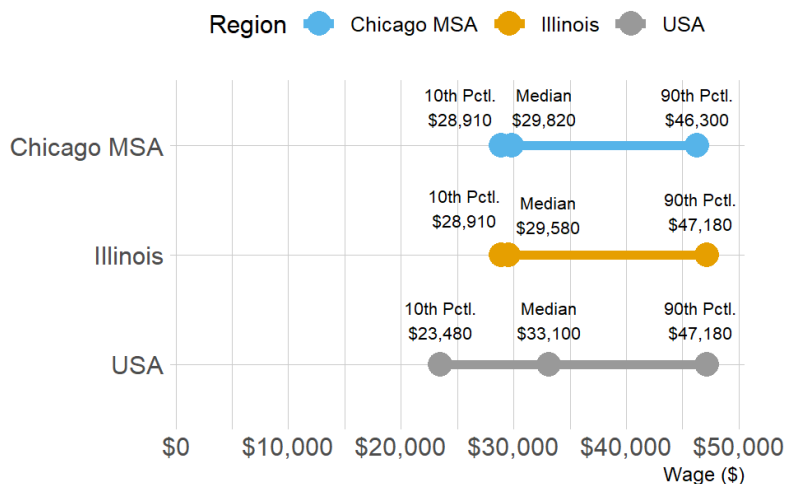 Region Chicago MSA Illinois USA
10th Pctl. Median 90th Pctl.
$28,910 $29,820 $46,300
Chicago MSA
10th Pctl. Median 90th Pctl.
$28,910 $29,580 $47,180
Illinois
10th Pctl. Median 90th Pctl.
$23,480 $33,100 $47,180
USA
$0 $10,000 $20,000 $30,000 $40,000 $50,000
Wage ($)